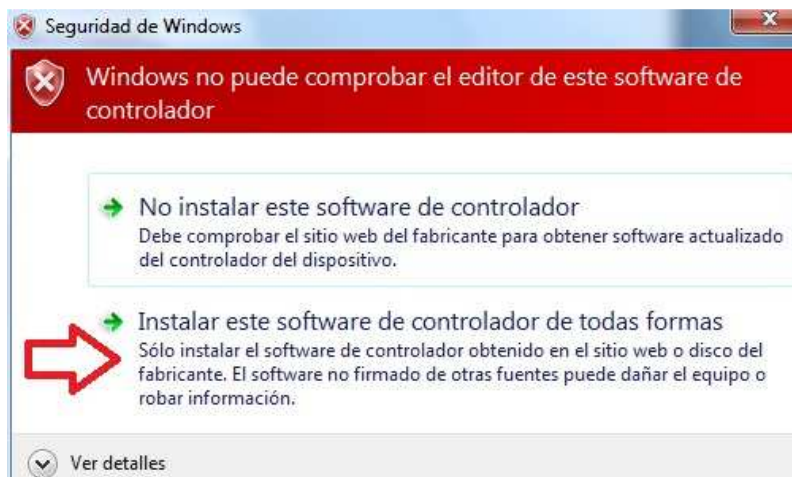 Seguridad de Windows
Windows no puede comprobar el editor de este software de
controlador
No instalar este software de controlador
Debe comprobar el sitio web del fabricante para obtener software actualizado
del controlador del dispositivo.
Instalar este software de controlador de todas formas
Sólo instalar el software de controlador obtenido en el sitio web o disco del
fabricante. El software no firmado de otras fuentes puede dañar el equipo o
robar información.
Ver detalles